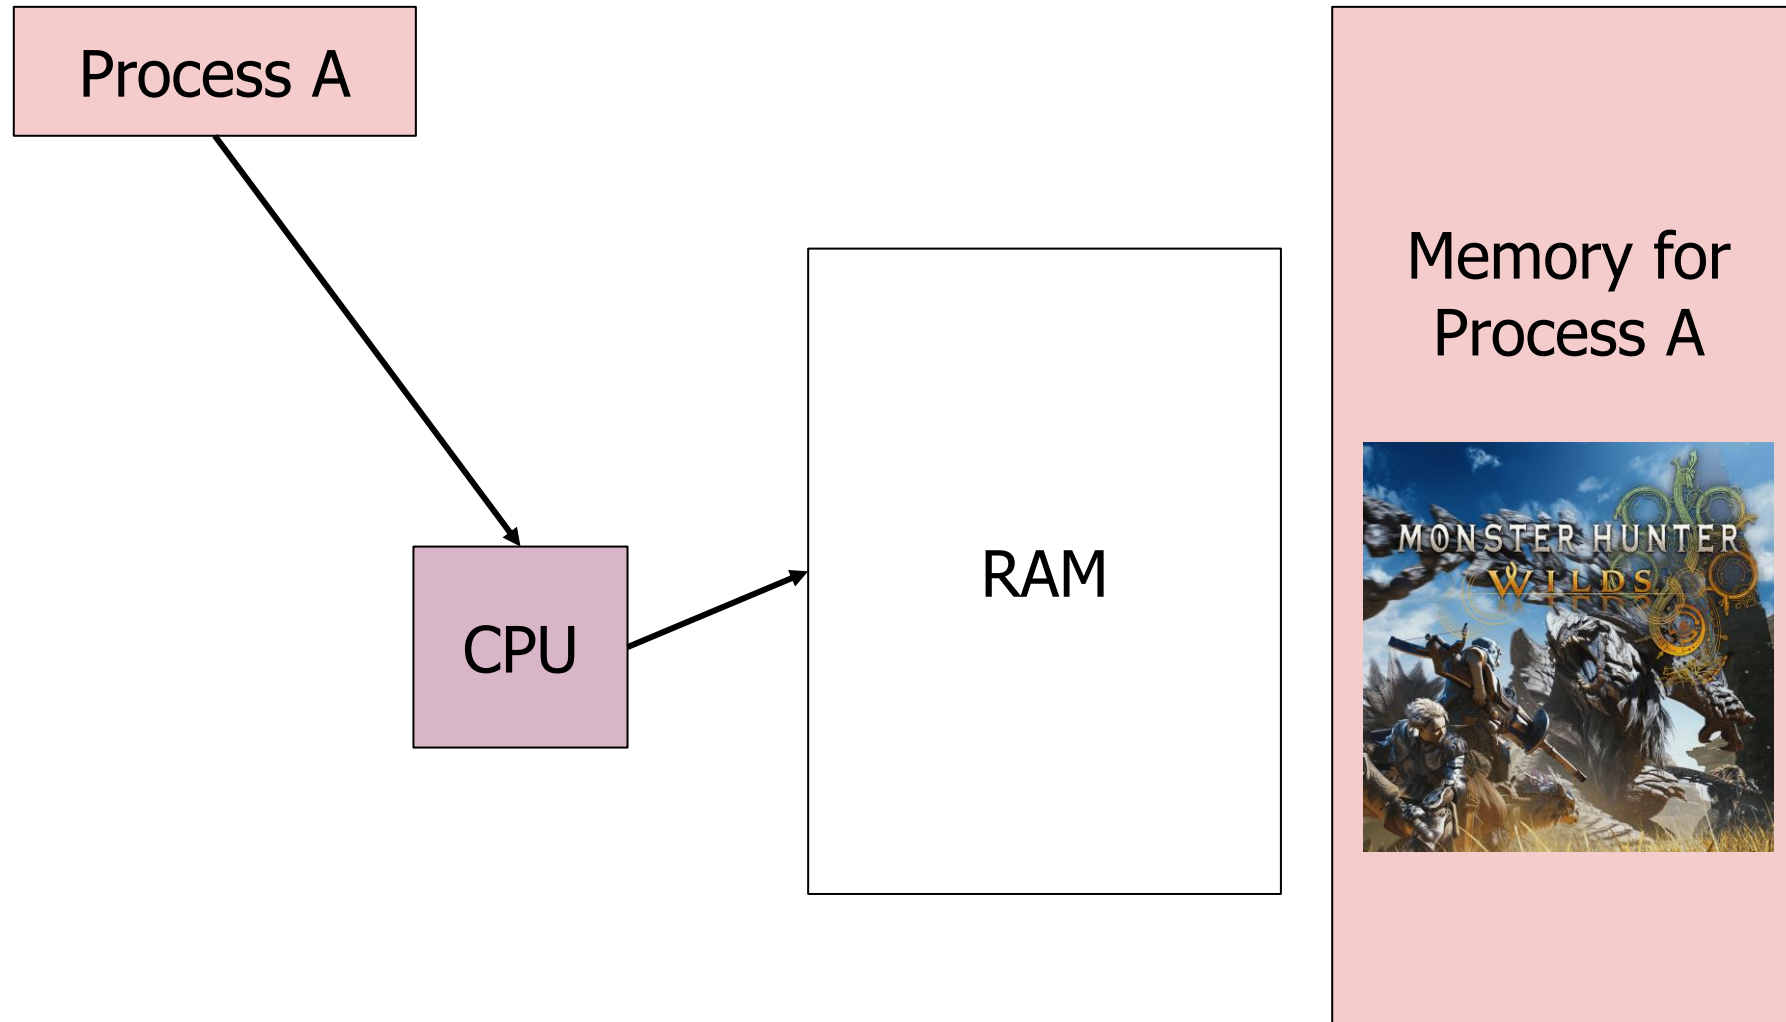 Process A
CPU
RAM
Memory for
Process A
MONSTER HUNTER
WILDS